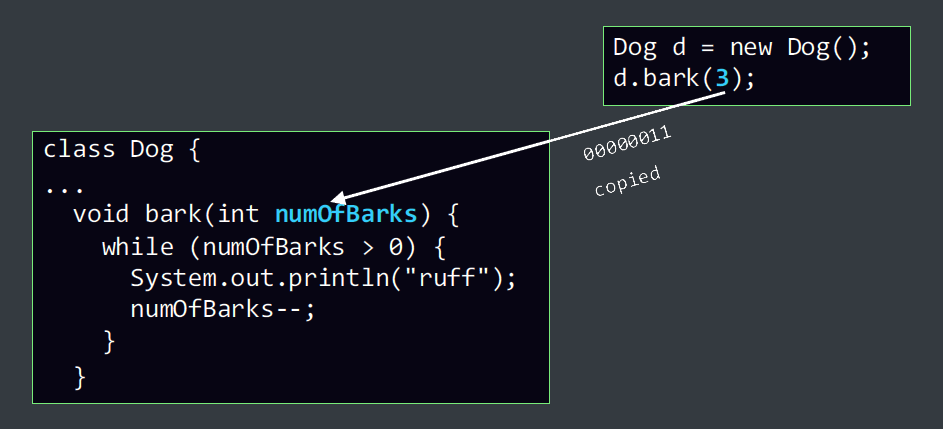 Dog d = new Dog();
d.bark(3);
00000011
copied
class Dog {
...
void bark(int numOfBarks) {
while (numOfBarks > 0) {
System.out.println("ruff");
numOfBarks--;
}
}